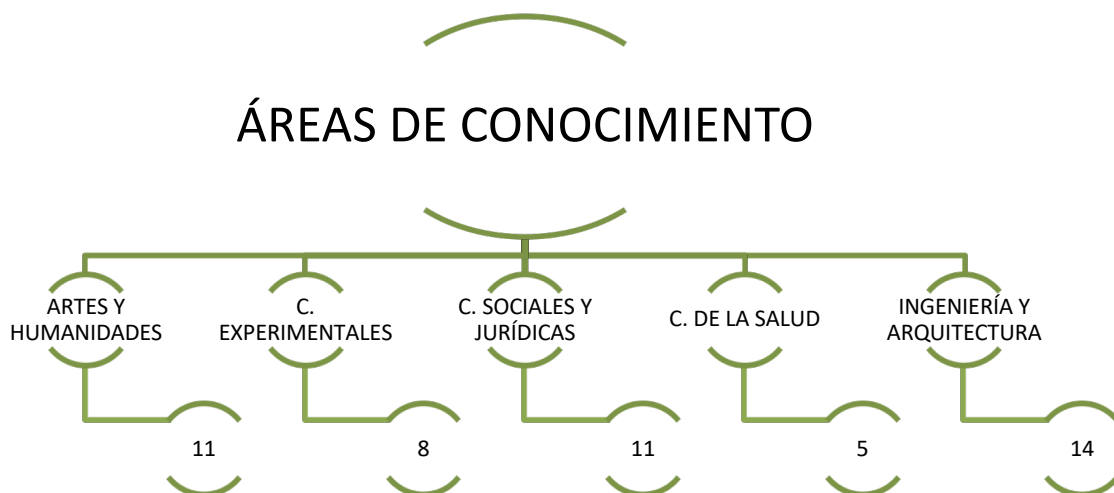 ÁREAS DE CONOCIMIENTO
ARTES Y
HUMANIDADES
C.
EXPERIMENTALES
C. SOCIALES Y
JURÍDICAS
C. DE LA SALUD
INGENIERÍA Y
ARQUITECTURA
11
8
11
5
14